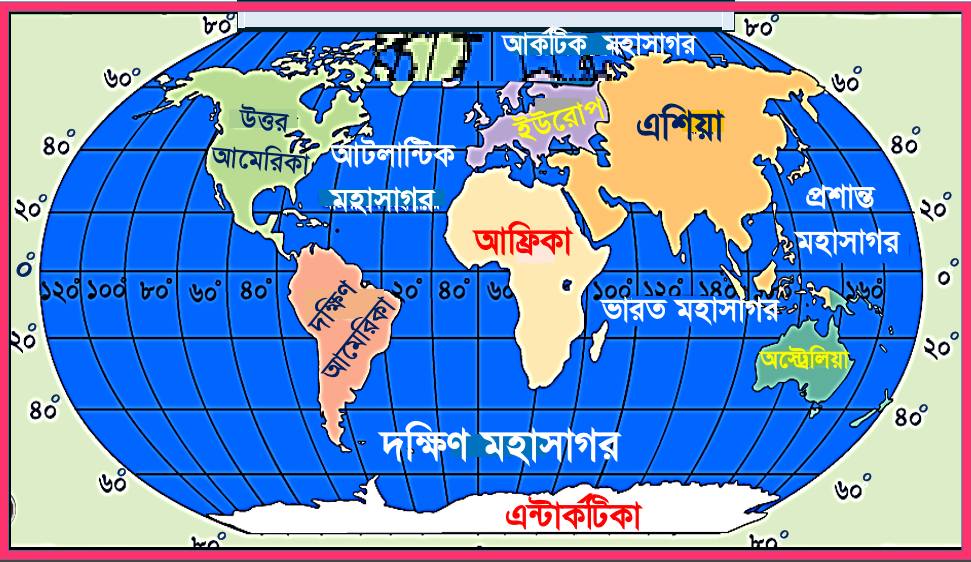 ৮০° ৮০°
আর্কটিক মহাসাগর
৬০° ৬০°
উত্তর
আমেরিকা
ইউরোপ
এশিয়া
৪০° ৪০°
আটলান্টিক
মহাসাগর
প্রশান্ত
মহাসাগর
২০° ২০°
আফ্রিকা
০° ০°
১২০° ১০০° ৮০° ৬০° ৪০° ২০° ৪০° ৬০ ১০০° ১২০° ১৪০° ১৬০°
দক্ষিণ
আমেরিকা
ভারত মহাসাগর
২০° ২০°
অস্ট্রেলিয়া
৪০° ৪০°
দক্ষিণ মহাসাগর
৬০° ৬০°
এন্টার্কটিকা
৮০° ৮০°